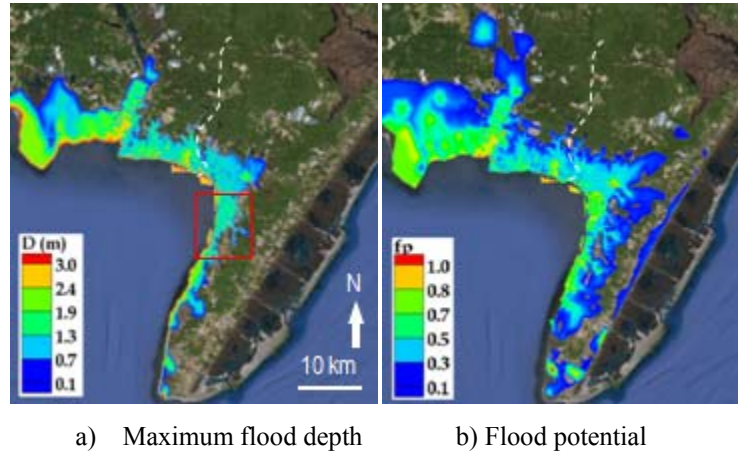 D (m)
3.0
2.4
1.9
1.3
0.7
0.1
N
10 km
fp
1.0
0.8
0.7
0.5
0.3
0.1
a) Maximum flood depth
b) Flood potential